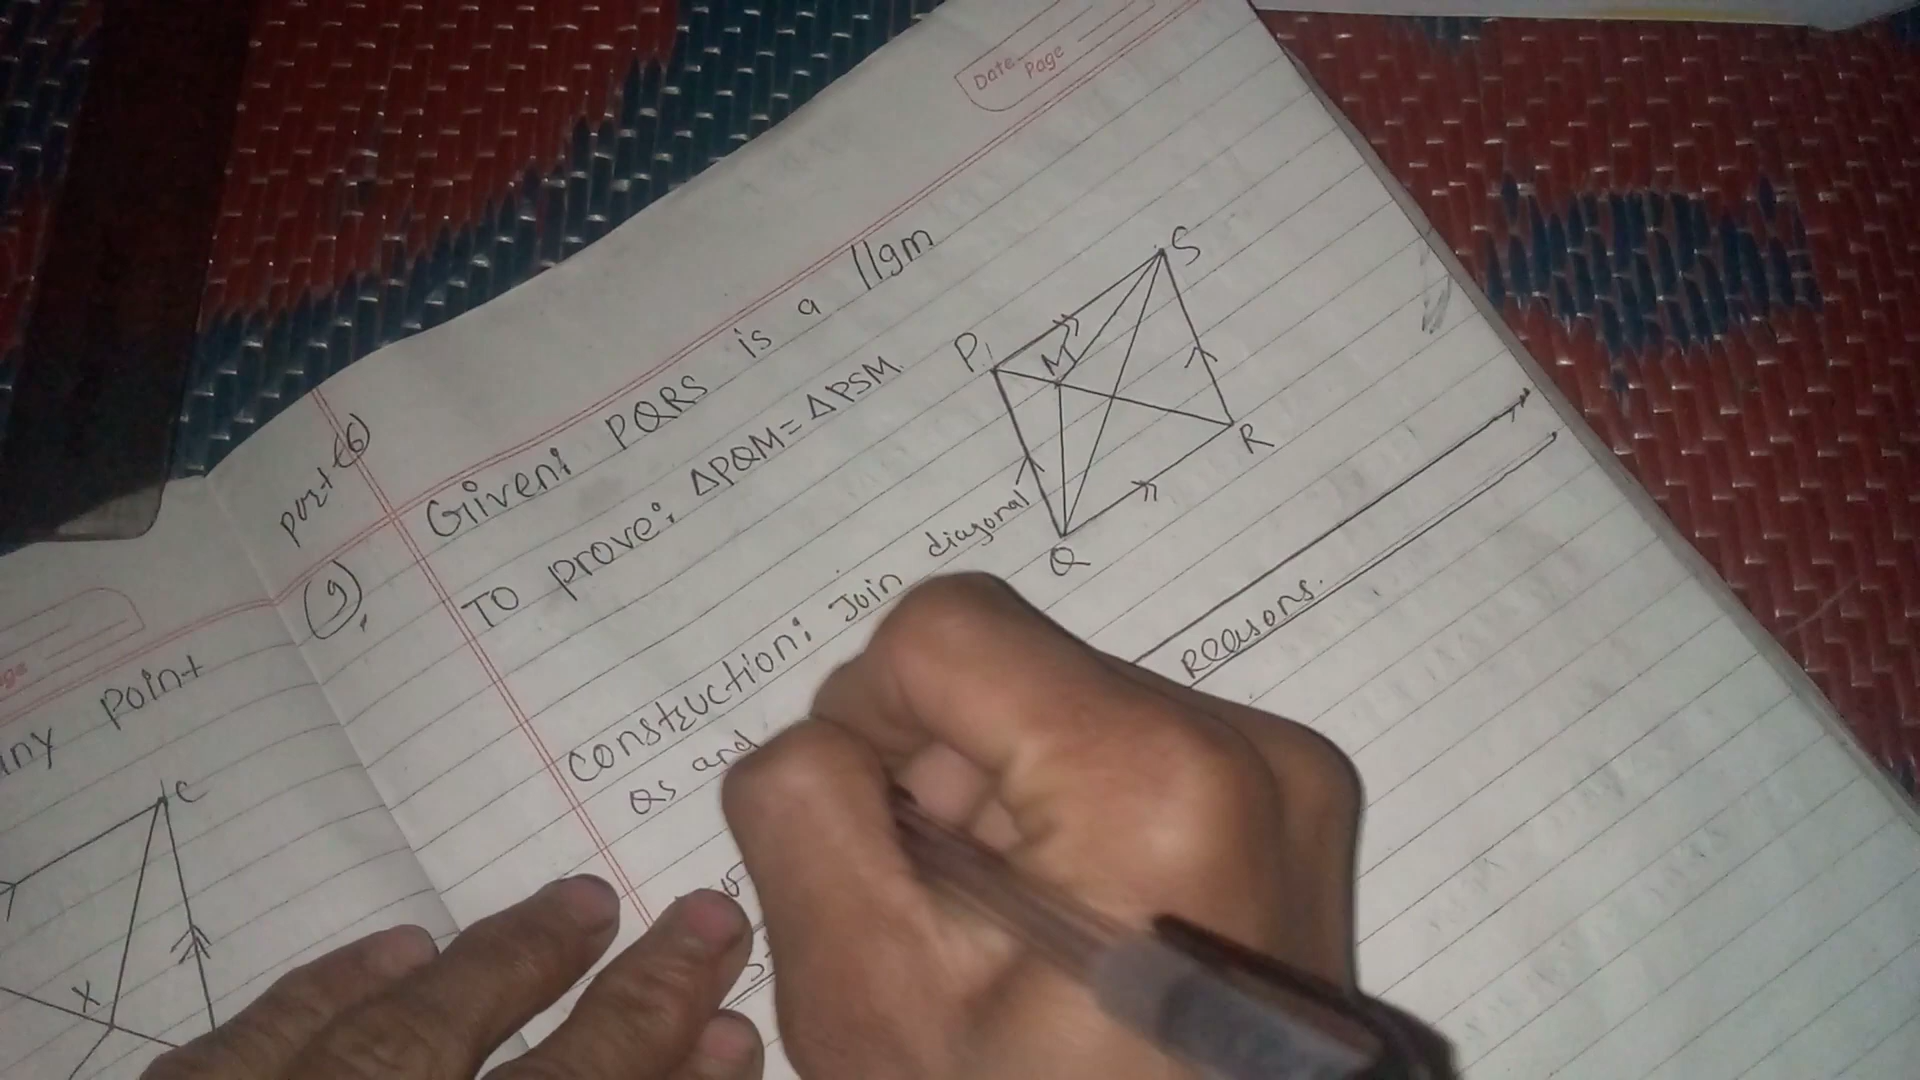 Date
Page
part (6)
(9).
Given: PQRS is a llgm
To prove: ΔPQM = ΔPSM
P
M
S
R
Q
Construction: Join diagonal
QS and
Reasons.
any point
C
X